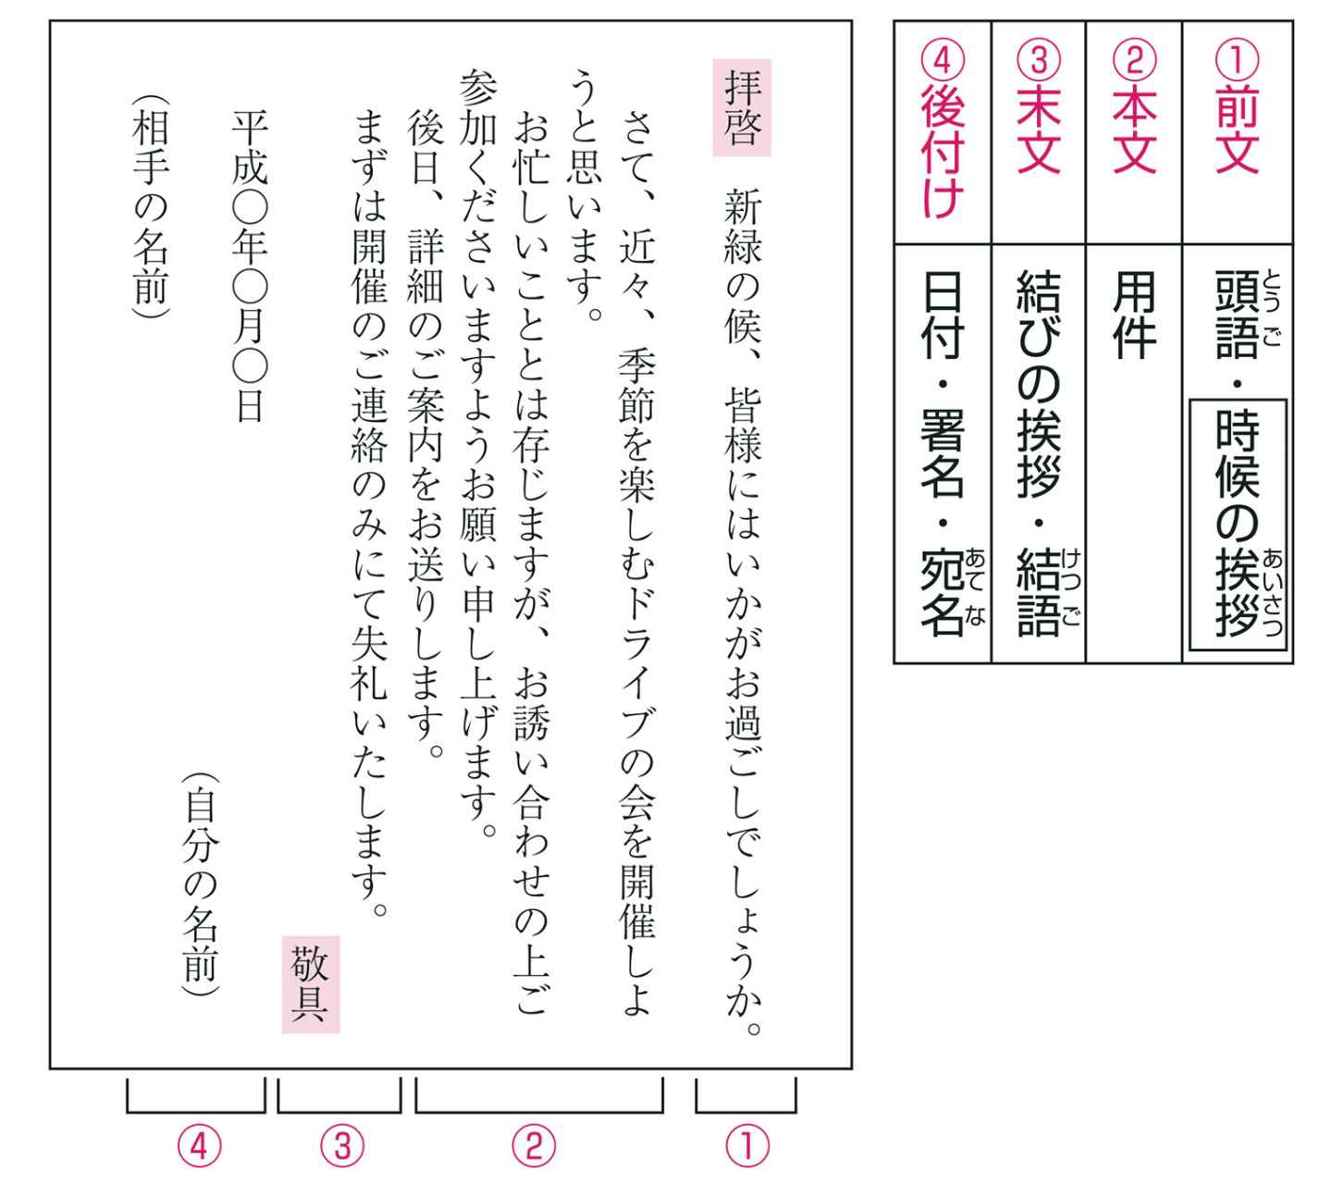 ①前文
頭語・時候の挨拶
とうご
あいさつ
②本文
用件
③末文
結びの挨拶・結語
けつご
④後付け
日付・署名・宛名
あてな
拝啓　新緑の候、皆様にはいかがお過ごしでしょうか。
さて、近々、季節を楽しむドライブの会を開催しよ
うと思います。
お忙しいこととは存じますが、お誘い合わせの上ご
参加くださいますようお願い申し上げます。
後日、詳細のご案内をお送りします。
まずは開催のご連絡のみにて失礼いたします。
敬具
平成〇年〇月〇日
（自分の名前）
（相手の名前）
①
②
③
④